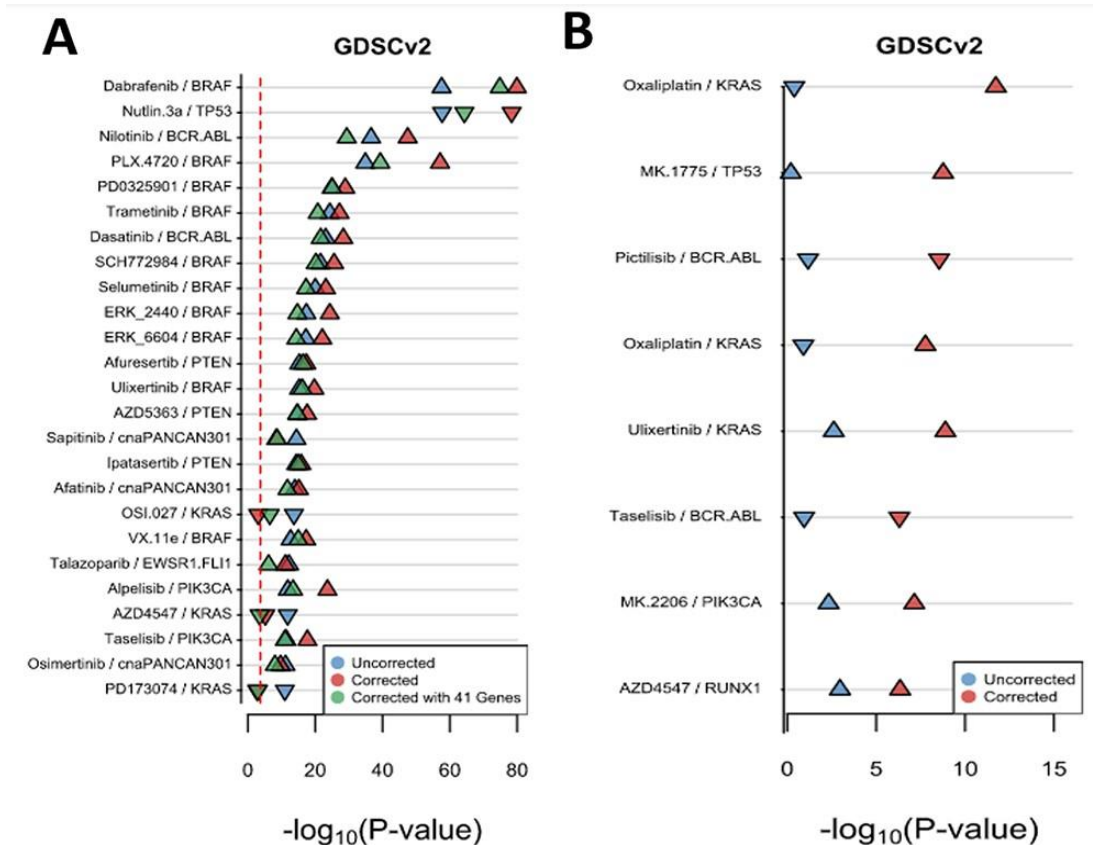 A
GDSCv2
Dabrafenib / BRAF
Nutlin.3a / TP53
Nilotinib / BCR.ABL
PLX.4720 / BRAF
PD0325901 / BRAF
Trametinib / BRAF
Dasatinib / BCR.ABL
SCH772984 / BRAF
Selumetinib / BRAF
ERK_2440 / BRAF
ERK_6604 / BRAF
Afuresertib / PTEN
Ulixertinib / BRAF
AZD5363 / PTEN
Sapitinib / cnaPANCAN301
Ipatasertib / PTEN
Afatinib / cnaPANCAN301
OSI.027 / KRAS
VX.11e / BRAF
Talazoparib / EWSR1.FLI1
Alpelisib / PIK3CA
AZD4547 / KRAS
Taselisib / PIK3CA
Osimertinib / cnaPANCAN301
PD173074 / KRAS
Uncorrected
Corrected
Corrected with 41 Genes
0 20 40 60 80
-log10(P-value)
B
GDSCv2
Oxaliplatin / KRAS
MK.1775 / TP53
Pictilisib / BCR.ABL
Oxaliplatin / KRAS
Ulixertinib / KRAS
Taselisib / BCR.ABL
MK.2206 / PIK3CA
AZD4547 / RUNX1
Uncorrected
Corrected
0 5 10 15
-log10(P-value)